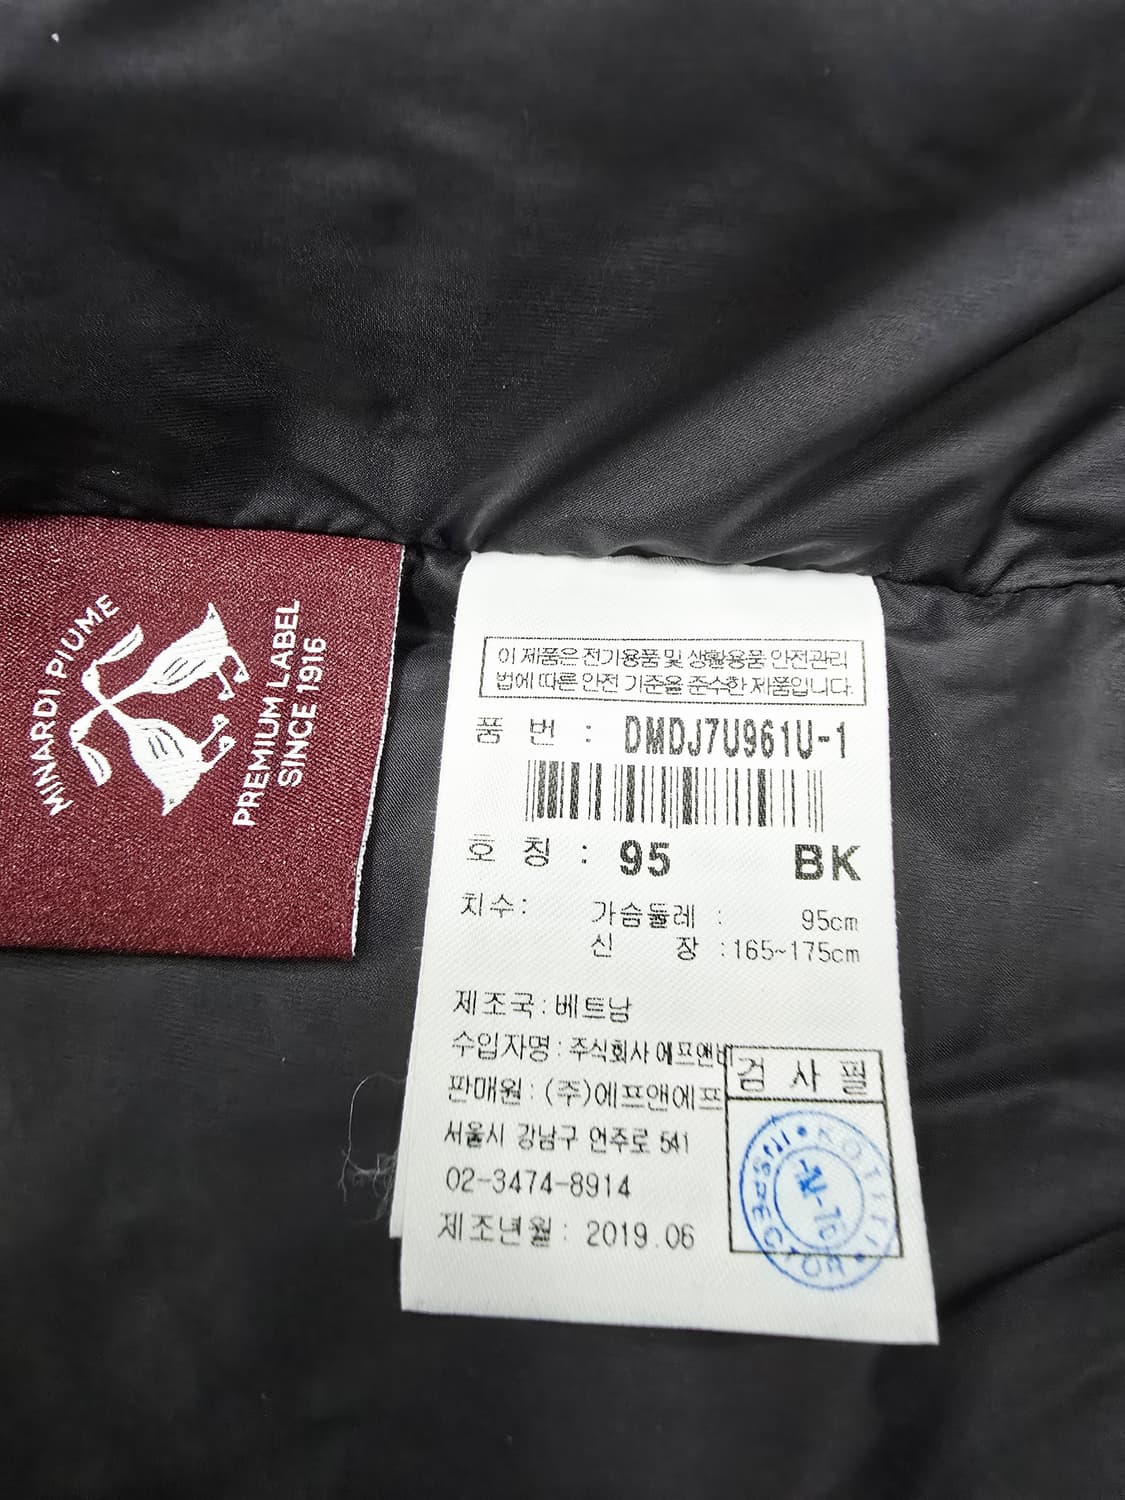 MINARDI PIUME
PREMIUM LABEL
SINCE 1916
이 제품은 전기용품 및 생활용품 안전관리
법에 따른 안전 기준을 준수한 제품입니다.
품 번 : DMDJ7U961U-1
호 칭 : 95 BK
치수: 가슴둘레 : 95cm
신 장 : 165~175cm
제조국: 베트남
수입자명 : 주식회사 에프앤비
판매원 : (주)에프앤에프
서울시 강남구 언주로 541
02-3474-8914
제조년월 : 2019.06
검 사 필
KOTITI
INSPECTOR